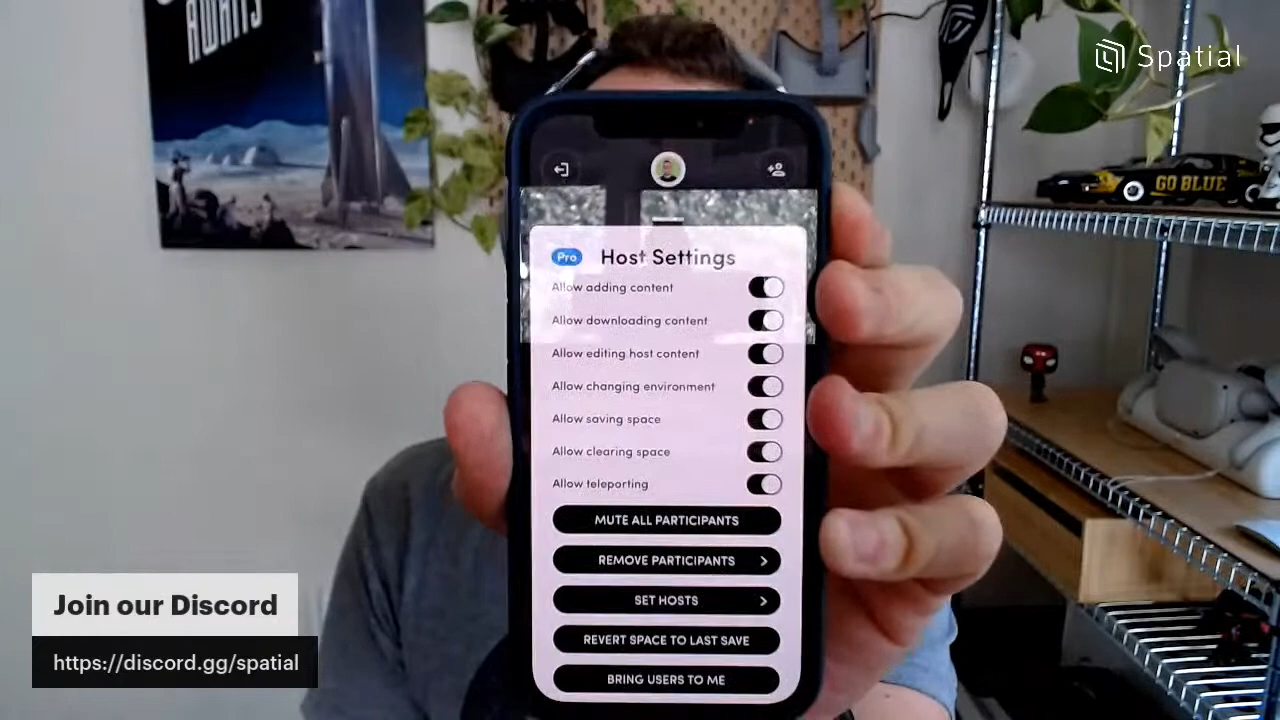 AWAITS
Spatial
GO BLUE
Pro
Host Settings
Allow adding content
Allow downloading content
Allow editing host content
Allow changing environment
Allow saving space
Allow clearing space
Allow teleporting
MUTE ALL PARTICIPANTS
REMOVE PARTICIPANTS
SET HOSTS
REVERT SPACE TO LAST SAVE
BRING USERS TO ME
Join our Discord
https://discord.gg/spatial